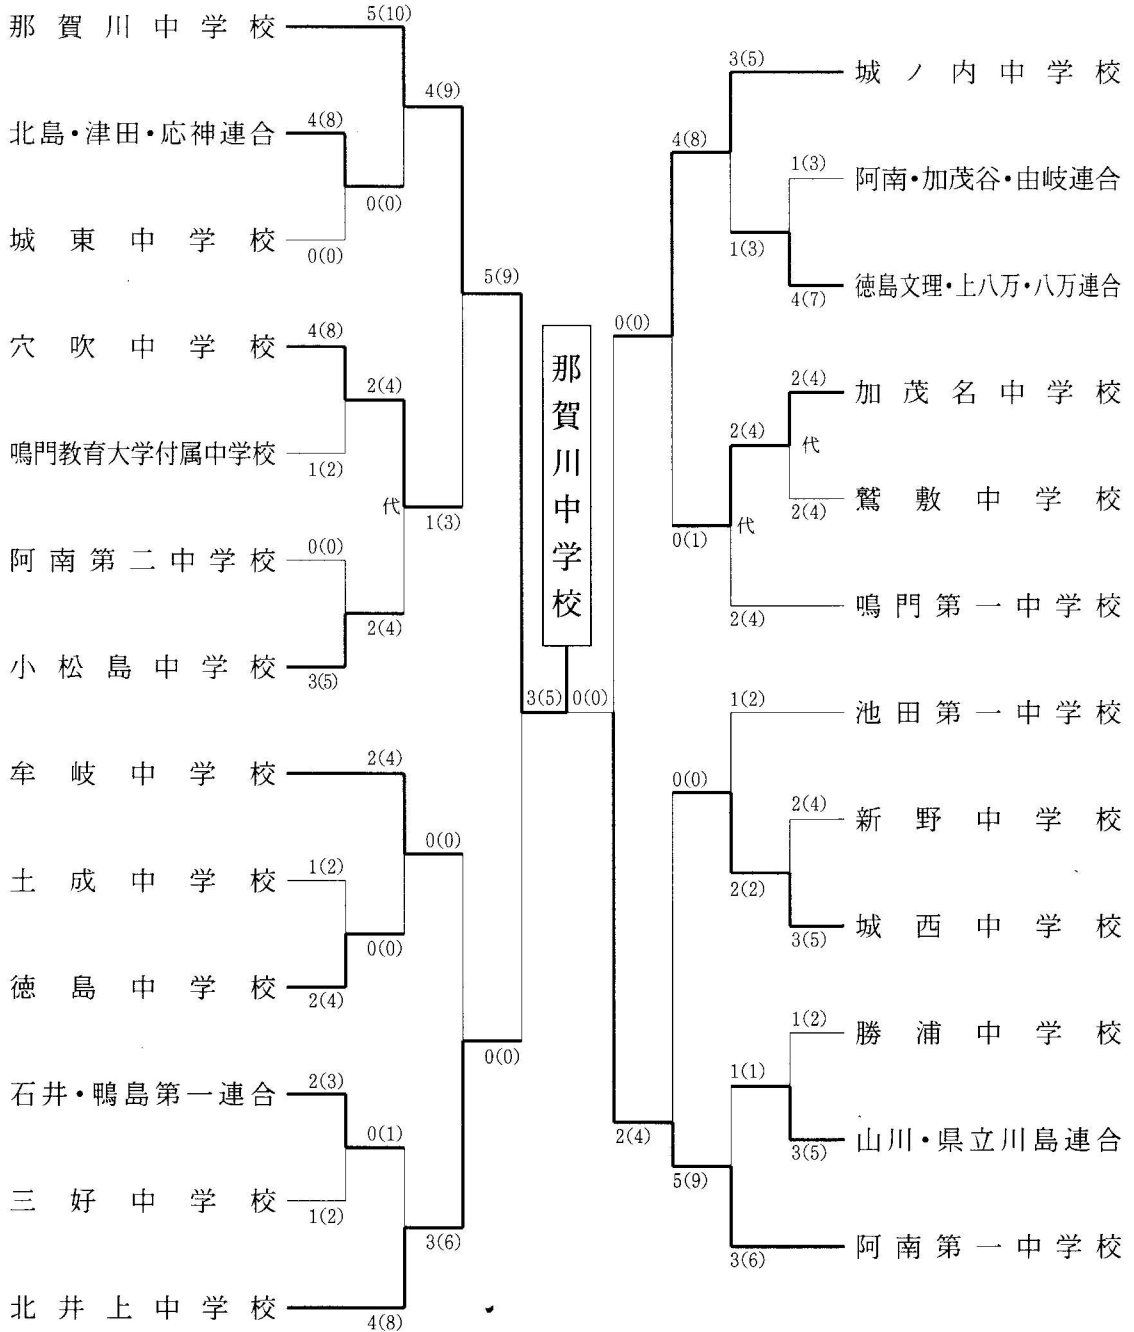 那賀川中学校
5(10)
4(9)
北島・津田・応神連合
4(8)
0(0)
城東中学校
0(0)
5(9)
穴吹中学校
4(8)
2(4)
鳴門教育大学付属中学校
1(2)
代
1(3)
阿南第二中学校
0(0)
2(4)
小松島中学校
3(5)
3(5)
0(0)
牟岐中学校
2(4)
0(0)
土成中学校
1(2)
0(0)
徳島中学校
2(4)
0(0)
石井・鴨島第一連合
2(3)
0(1)
三好中学校
1(2)
3(6)
北井上中学校
4(8)
那賀川中学校
3(5)
城ノ内中学校
4(8)
1(3)
阿南・加茂谷・由岐連合
1(3)
4(7)
徳島文理・上八万・八万連合
0(0)
2(4)
加茂名中学校
2(4)
代
2(4)
鷲敷中学校
0(1)
代
2(4)
鳴門第一中学校
1(2)
池田第一中学校
0(0)
2(4)
新野中学校
2(2)
3(5)
城西中学校
1(2)
勝浦中学校
1(1)
2(4)
3(5)
山川・県立川島連合
5(9)
3(6)
阿南第一中学校